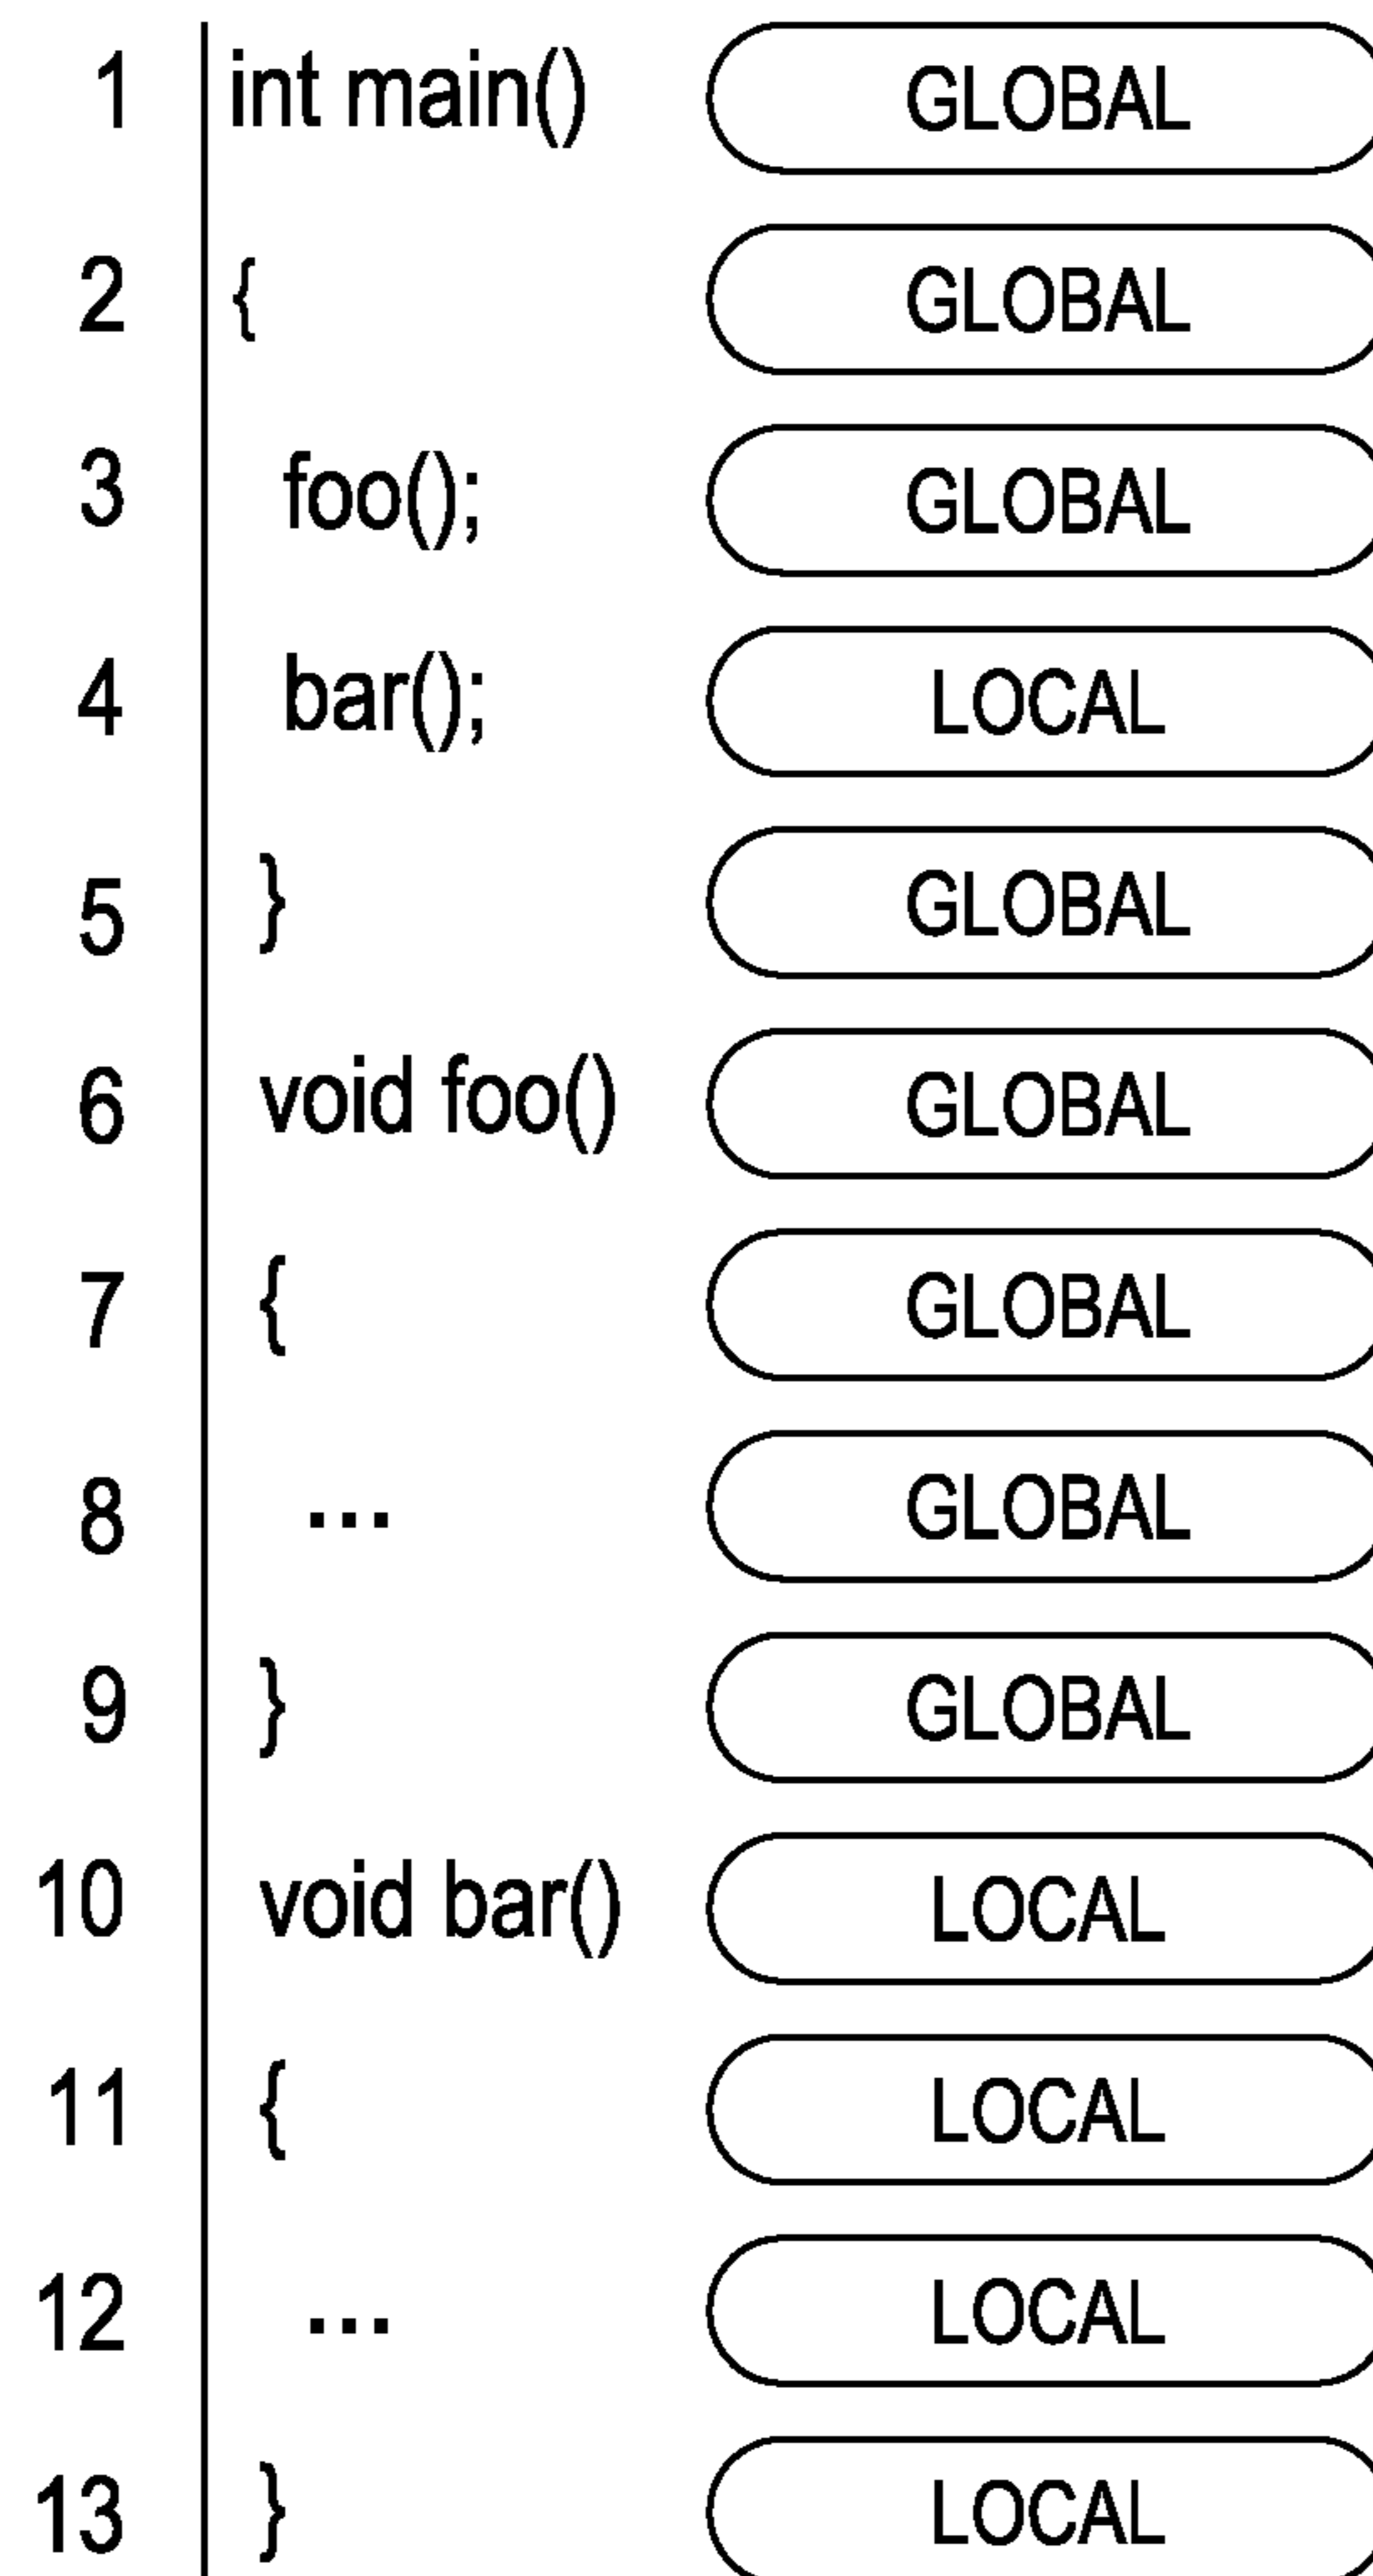 1 int main() GLOBAL
2 { GLOBAL
3 foo(); GLOBAL
4 bar(); LOCAL
5 } GLOBAL
6 void foo() GLOBAL
7 { GLOBAL
8 ... GLOBAL
9 } GLOBAL
10 void bar() LOCAL
11 { LOCAL
12 ... LOCAL
13 } LOCAL